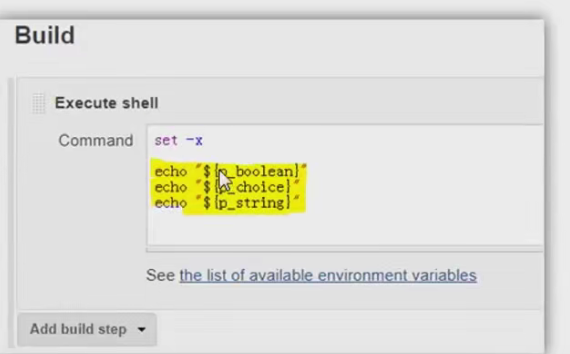 Build
Execute shell
Command
set -x
echo "${p_boolean}"
echo "${p_choice}"
echo "${p_string}"
See the list of available environment variables
Add build step